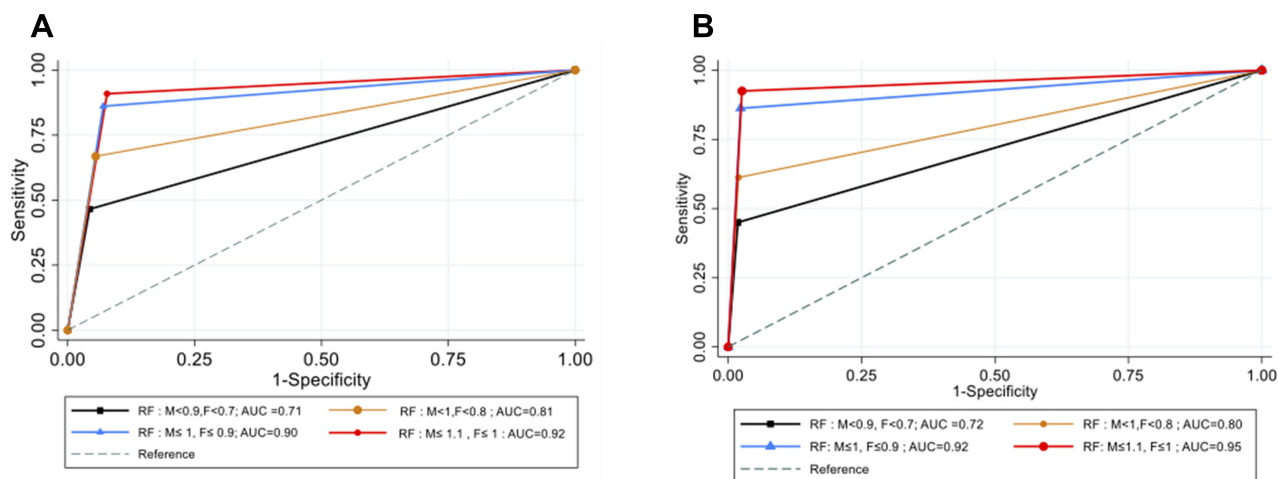 A
1.00
0.75
0.50
0.25
0.00
Sensitivity
0.00 0.25 0.50 0.75 1.00
1-Specificity
RF : M<0.9,F<0.7; AUC =0.71 RF : M<1,F<0.8 ; AUC=0.81
RF : M≤ 1, F≤ 0.9; AUC=0.90 RF : M≤ 1.1 , F≤ 1 : AUC=0.92
Reference
B
1.00
0.75
0.50
0.25
0.00
Sensitivity
0.00 0.25 0.50 0.75 1.00
1-Specificity
RF : M<0.9, F<0.7; AUC =0.72 RF : M<1,F<0.8 ; AUC=0.80
RF: M≤1, F≤0.9 ; AUC=0.92 RF: M≤1.1, F≤1 ; AUC=0.95
Reference